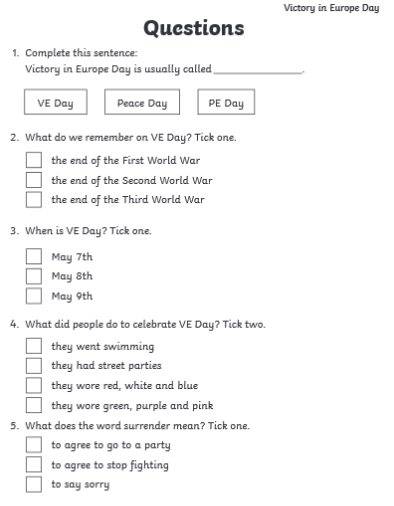 Victory in Europe Day
Questions
1. Complete this sentence:
Victory in Europe Day is usually called ________________.
VE Day
Peace Day
PE Day
2. What do we remember on VE Day? Tick one.
the end of the First World War
the end of the Second World War
the end of the Third World War
3. When is VE Day? Tick one.
May 7th
May 8th
May 9th
4. What did people do to celebrate VE Day? Tick two.
they went swimming
they had street parties
they wore red, white and blue
they wore green, purple and pink
5. What does the word surrender mean? Tick one.
to agree to go to a party
to agree to stop fighting
to say sorry